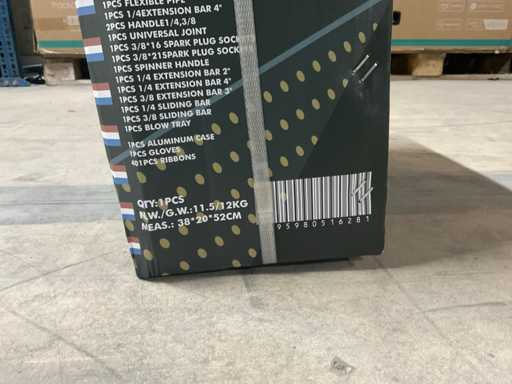 1PCS FLEXIBLE PIPE
1PCS 1/4EXTENSION BAR 4"
2PCS HANDLE1/4,3/8
1PCS UNIVERSAL JOINT
1PCS 3/8*16 SPARK PLUG SOCKETS
1PCS 3/8*21SPARK PLUG SOCKETS
1PCS SPINNER HANDLE
1PCS 1/4 EXTENSION BAR 2"
1PCS 1/4 EXTENSION BAR 4"
1PCS 3/8 EXTENSION BAR 3"
1PCS 1/4 SLIDING BAR
1PCS 3/8 SLIDING BAR
1PCS BLOW TRAY
1PCS ALUMINUM CASE
1PCS GLOVES
401PCS RIBBONS
QTY:1PCS
N.W./G.W.:11.5/12KG
MEAS.: 38*20*52CM
95980516281